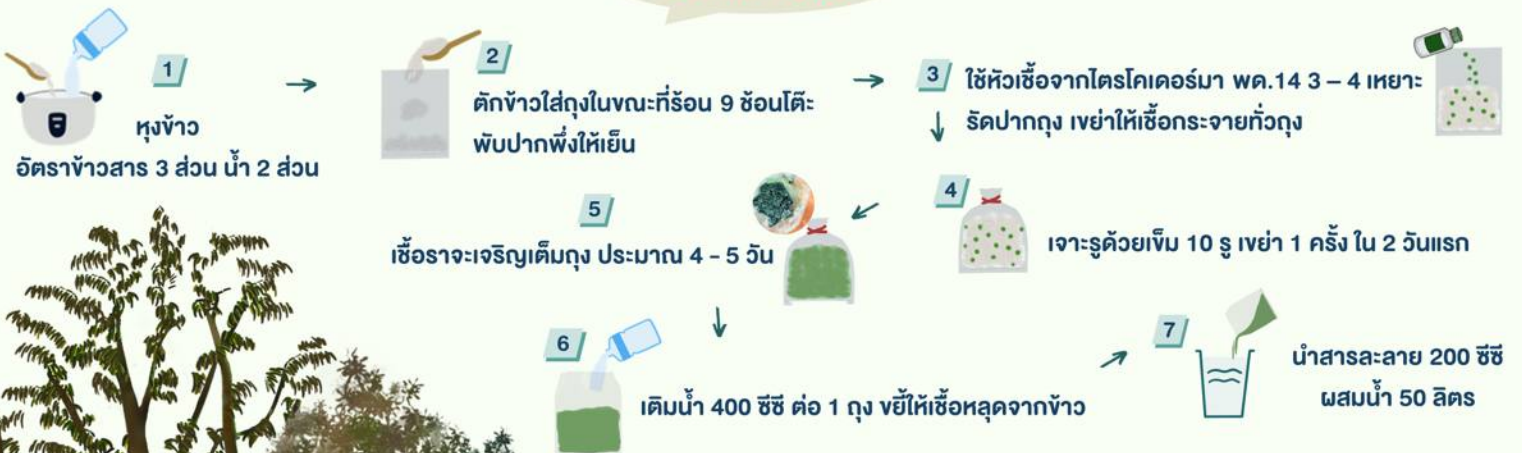 1
หุงข้าว
อัตราข้าวสาร 3 ส่วน น้ำ 2 ส่วน
2
ตักข้าวใส่ถุงในขณะที่ร้อน 9 ช้อนโต๊ะ
พับปากพึ่งให้เย็น
3
ใช้หัวเชื้อจากไตรโคเดอร์มา พด.14 3 – 4 เหยาะ
รัดปากถุง เขย่าให้เชื้อกระจายทั่วถุง
4
เจาะรูด้วยเข็ม 10 รู เขย่า 1 ครั้ง ใน 2 วันแรก
5
เชื้อราจะเจริญเต็มถุง ประมาณ 4 - 5 วัน
6
เติมน้ำ 400 ซีซี ต่อ 1 ถุง ขยี้ให้เชื้อหลุดจากข้าว
7
นำสารละลาย 200 ซีซี
ผสมน้ำ 50 ลิตร